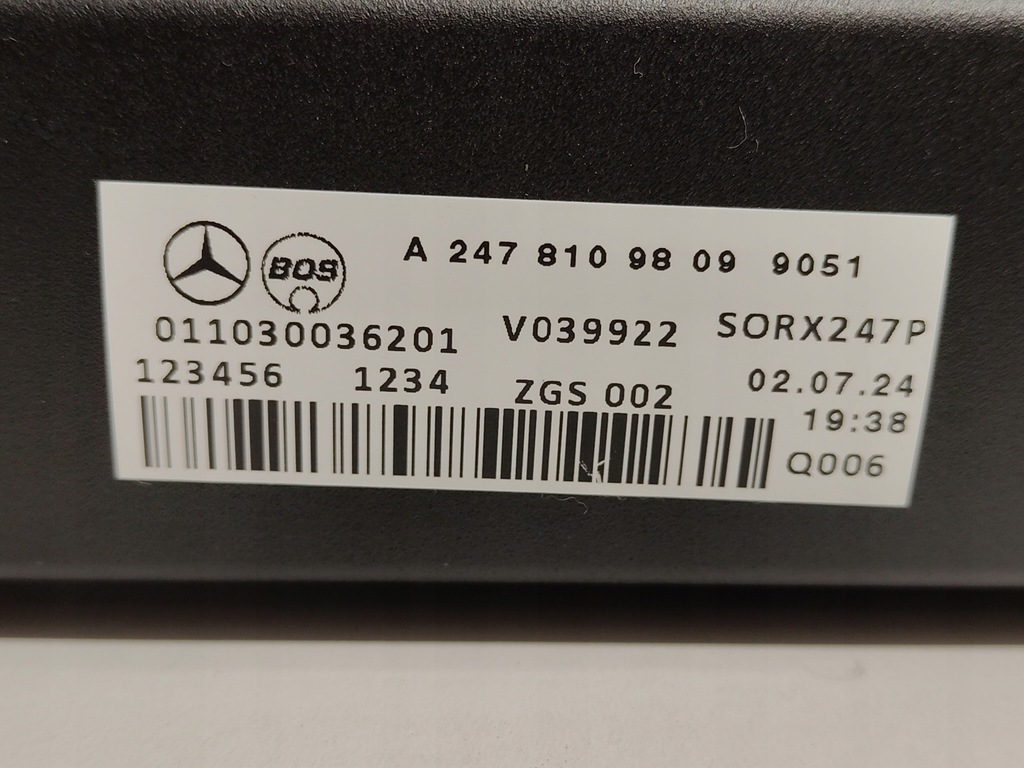 BOS A 247 810 98 09 9051
011030036201 V039922 SORX247P
123456 1234 ZGS 002 02.07.24
19:38
Q006